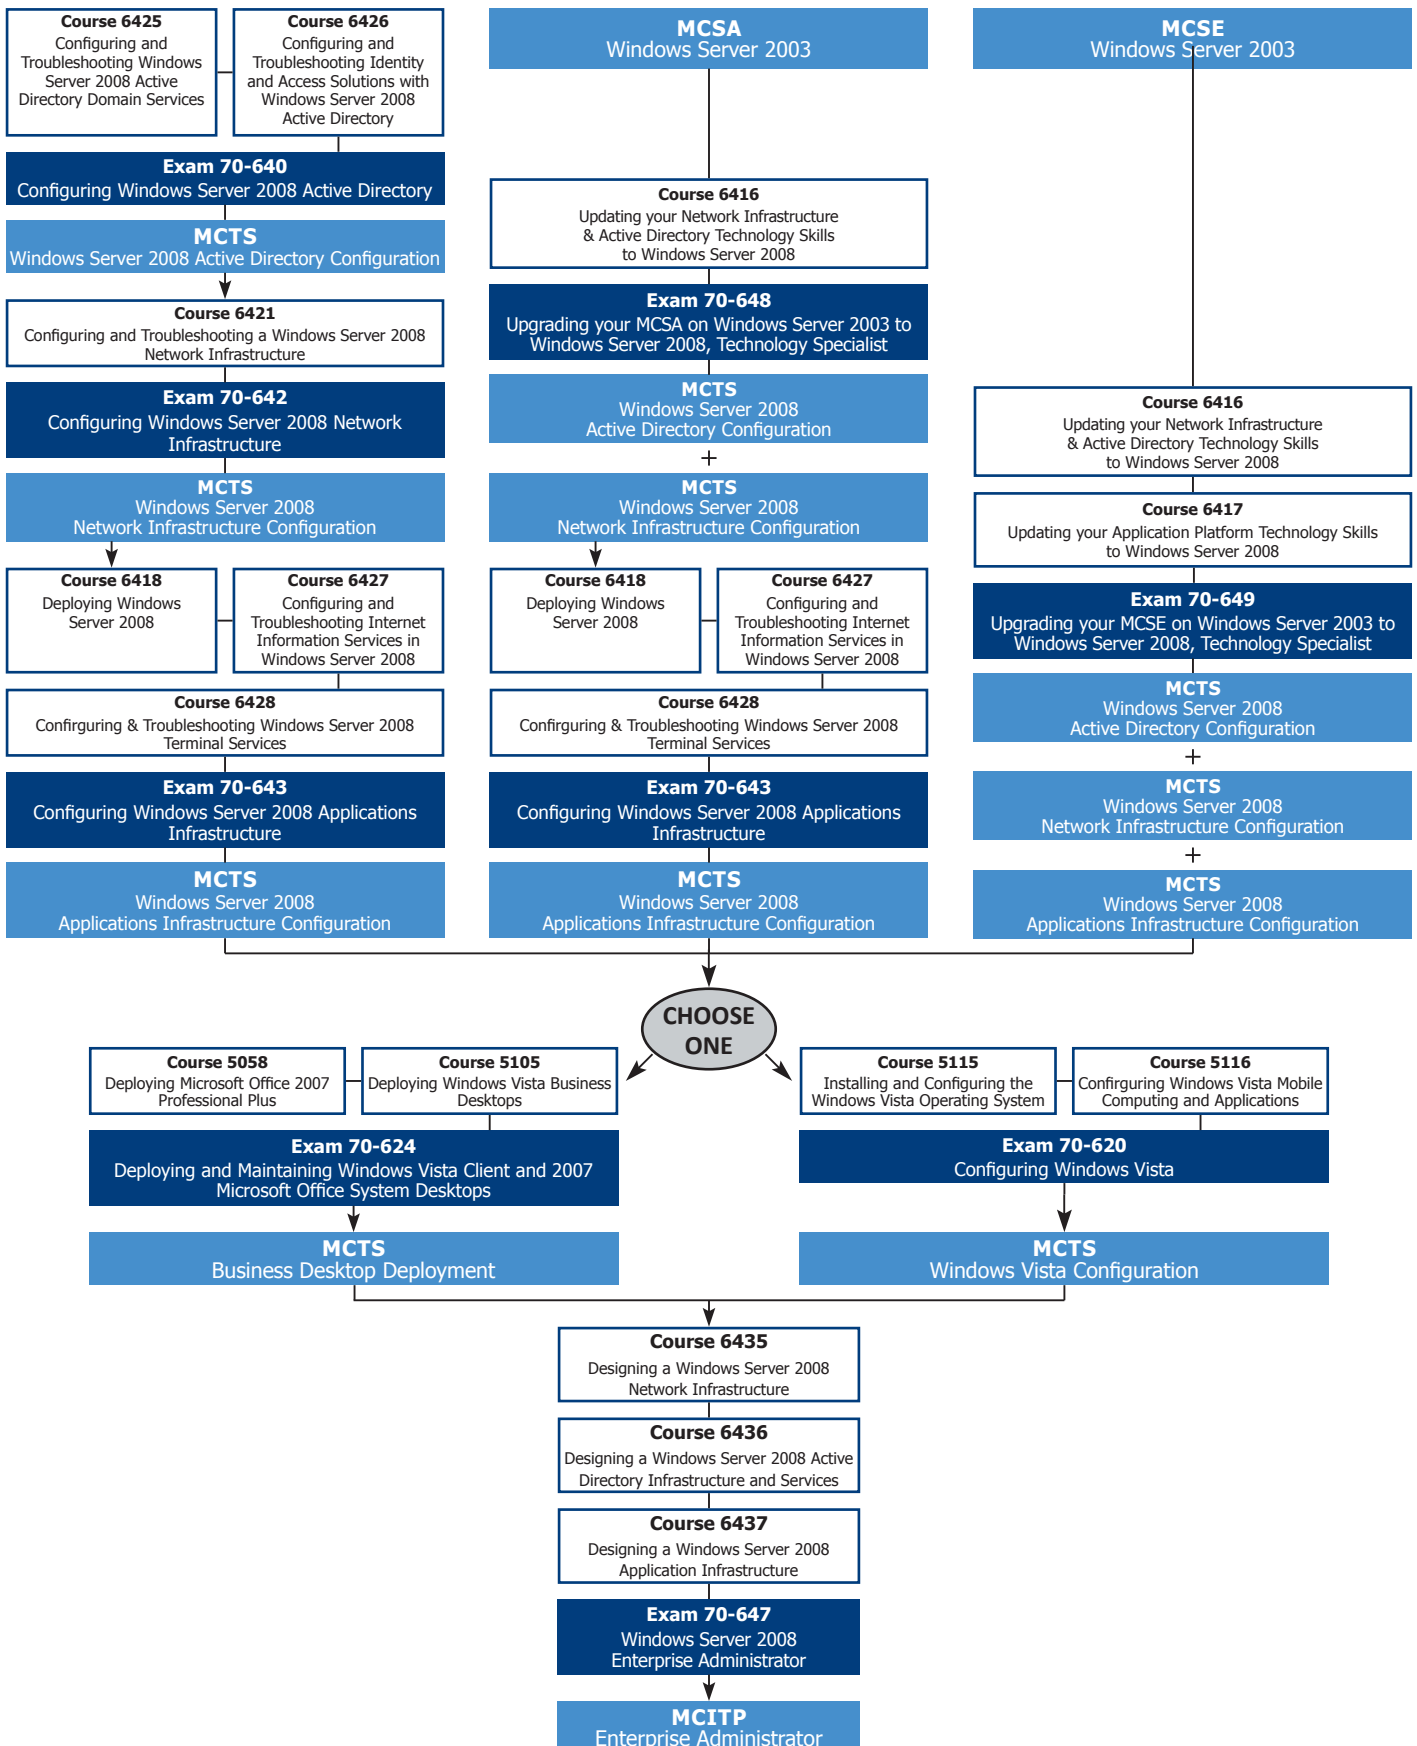 Course 6425
Configuring and
Troubleshooting Windows
Server 2008 Active
Directory Domain Services
Course 6426
Configuring and
Troubleshooting Identity
and Access Solutions with
Windows Server 2008
Active Directory
Exam 70-640
Configuring Windows Server 2008 Active Directory
MCTS
Windows Server 2008 Active Directory Configuration
Course 6421
Configuring and Troubleshooting a Windows Server 2008
Network Infrastructure
Exam 70-642
Configuring Windows Server 2008 Network
Infrastructure
MCTS
Windows Server 2008
Network Infrastructure Configuration
Course 6418
Deploying Windows
Server 2008
Course 6427
Configuring and
Troubleshooting Internet
Information Services in
Windows Server 2008
Course 6428
Confirguring & Troubleshooting Windows Server 2008
Terminal Services
Exam 70-643
Configuring Windows Server 2008 Applications
Infrastructure
MCTS
Windows Server 2008
Applications Infrastructure Configuration
MCSA
Windows Server 2003
Course 6416
Updating your Network Infrastructure
& Active Directory Technology Skills
to Windows Server 2008
Exam 70-648
Upgrading your MCSA on Windows Server 2003 to
Windows Server 2008, Technology Specialist
MCTS
Windows Server 2008
Active Directory Configuration
+
MCTS
Windows Server 2008
Network Infrastructure Configuration
Course 6418
Deploying Windows
Server 2008
Course 6427
Configuring and
Troubleshooting Internet
Information Services in
Windows Server 2008
Course 6428
Confirguring & Troubleshooting Windows Server 2008
Terminal Services
Exam 70-643
Configuring Windows Server 2008 Applications
Infrastructure
MCTS
Windows Server 2008
Applications Infrastructure Configuration
MCSE
Windows Server 2003
Course 6416
Updating your Network Infrastructure
& Active Directory Technology Skills
to Windows Server 2008
Course 6417
Updating your Application Platform Technology Skills
to Windows Server 2008
Exam 70-649
Upgrading your MCSE on Windows Server 2003 to
Windows Server 2008, Technology Specialist
MCTS
Windows Server 2008
Active Directory Configuration
+
MCTS
Windows Server 2008
Network Infrastructure Configuration
+
MCTS
Windows Server 2008
Applications Infrastructure Configuration
CHOOSE
ONE
Course 5058
Deploying Microsoft Office 2007
Professional Plus
Course 5105
Deploying Windows Vista Business
Desktops
Exam 70-624
Deploying and Maintaining Windows Vista Client and 2007
Microsoft Office System Desktops
MCTS
Business Desktop Deployment
Course 5115
Installing and Configuring the
Windows Vista Operating System
Course 5116
Confirguring Windows Vista Mobile
Computing and Applications
Exam 70-620
Configuring Windows Vista
MCTS
Windows Vista Configuration
Course 6435
Designing a Windows Server 2008
Network Infrastructure
Course 6436
Designing a Windows Server 2008 Active
Directory Infrastructure and Services
Course 6437
Designing a Windows Server 2008
Application Infrastructure
Exam 70-647
Windows Server 2008
Enterprise Administrator
MCITP
Enterprise Administrator